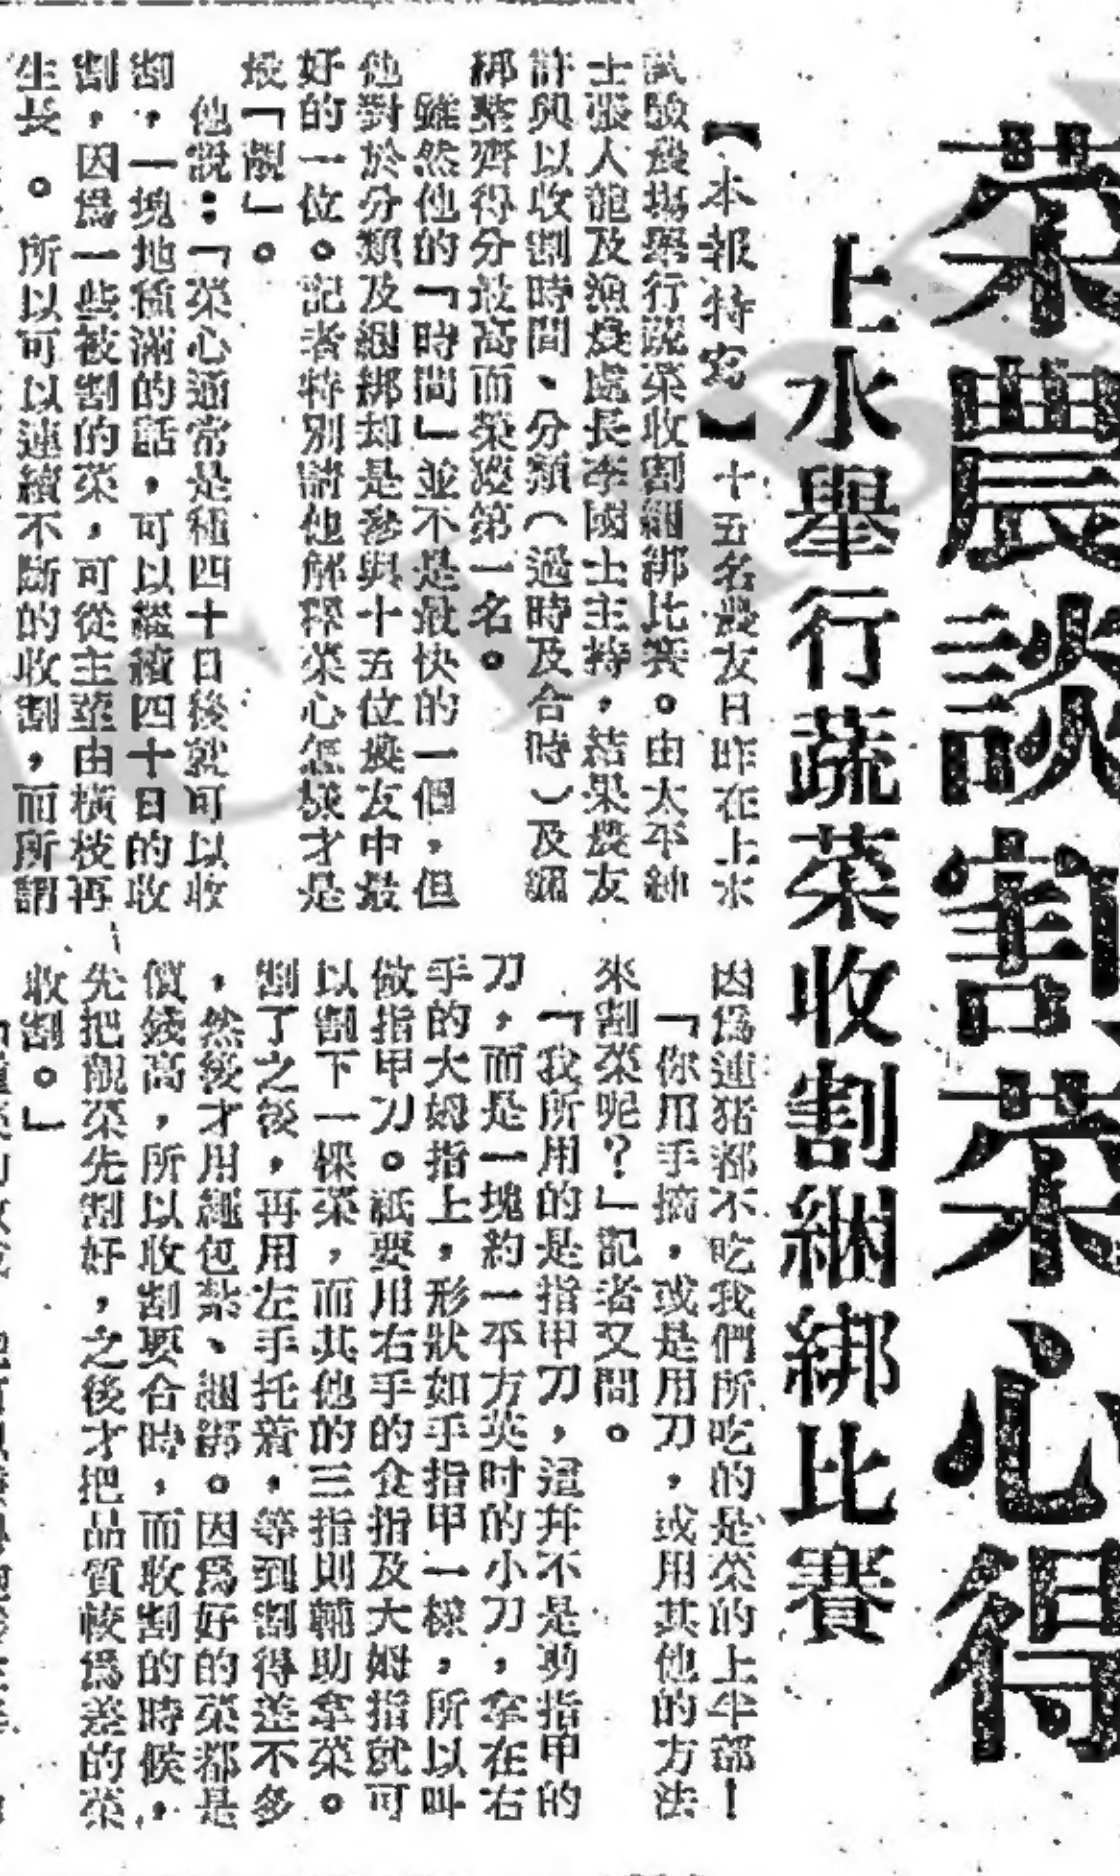 菜農談割菜心得
上水舉行蔬菜收割綑綁比賽
【本報特寫】十五名農友日昨在上水
試驗農場舉行蔬菜收割綑綁比賽。由太平紳
士張人龍及漁農處長李國士主持，結果農友
許與以收割時間、分類（過時及合時）及綑
綁整齊得分最高而榮獲第一名。
雖然他的「時間」並不是最快的一個，但
他對於分類及綑綁却是參與十五位農友中最
好的一位。記者特別請他解釋菜心怎樣才是
最「靚」。
他說：「菜心通常是種四十日後就可以收
割，一塊地種滿的話，可以繼續四十日的收
割，因爲一些被割的菜，可從主莖由橫枝再
生長。所以可以連續不斷的收割，而所謂
因爲連猪都不吃我們所吃的是菜的上半部！
「你用手摘，或是用刀，或用其他的方法
來割菜呢？」記者又問。
「我所用的是指甲刀，這幷不是剪指甲的
刀，而是一塊約一平方英吋的小刀，拿在右
手的大姆指上，形狀如手指甲一樣，所以叫
做指甲刀。祇要用右手的食指及大姆指就可
以割下一棵菜，而其他的三指則輔助拿菜。
割了之後，再用左手托着，等到割得差不多
，然後才用繩包紮、綑綁。因爲好的菜都是
價錢高，所以收割要合時，而收割的時候，
先把靚菜先割好，之後才把品質較爲差的菜
收割。」